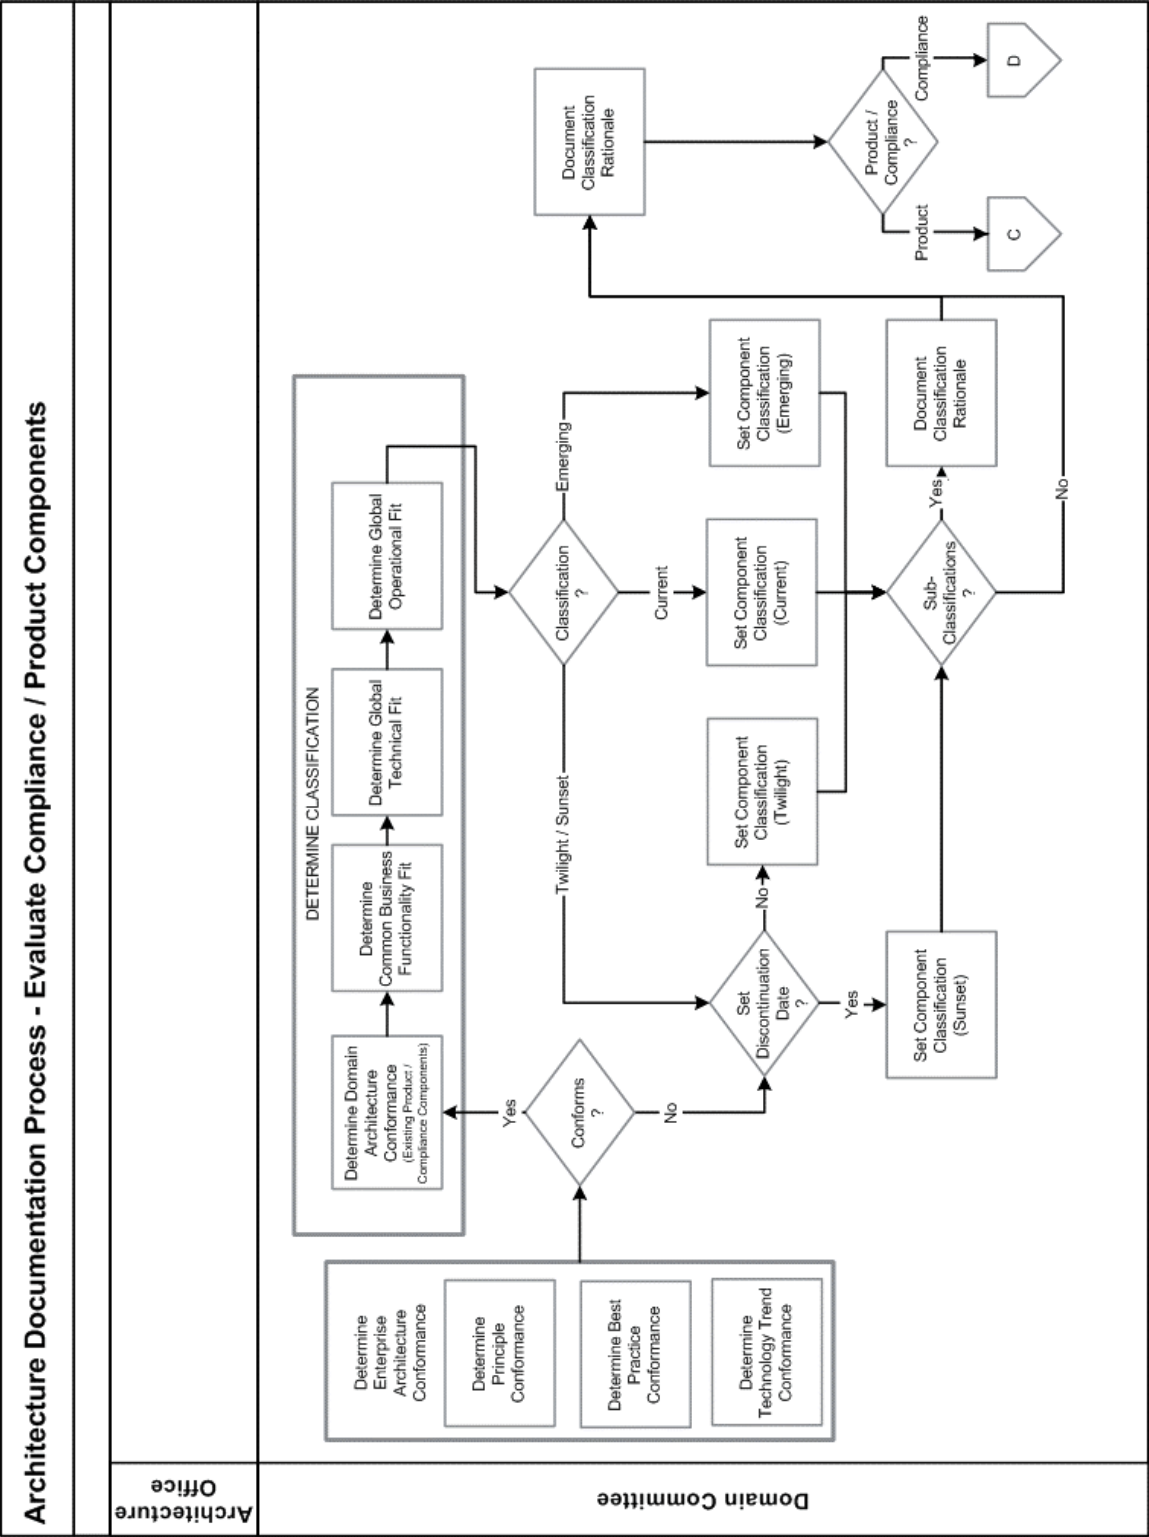 Architecture Documentation Process - Evaluate Compliance / Product Components
Architecture
Office
Domain Committee
Determine
Enterprise
Architecture
Conformance
Determine
Principle
Conformance
Determine Best
Practice
Conformance
Determine
Technology Trend
Conformance
Conforms
?
Yes
No
DETERMINE CLASSIFICATION
Determine Domain
Architecture
Conformance
(Existing Product /
Compliance Components)
Determine
Common Business
Functionality Fit
Determine Global
Technical Fit
Determine Global
Operational Fit
Classification
?
Twilight / Sunset
Current
Emerging
Set
Discontinuation
Date
?
No
Yes
Set Component
Classification
(Twilight)
Set Component
Classification
(Current)
Set Component
Classification
(Emerging)
Set Component
Classification
(Sunset)
Sub-
Classifications
?
Yes
No
Document
Classification
Rationale
Document
Classification
Rationale
Product /
Compliance
?
Product
Compliance
C
D